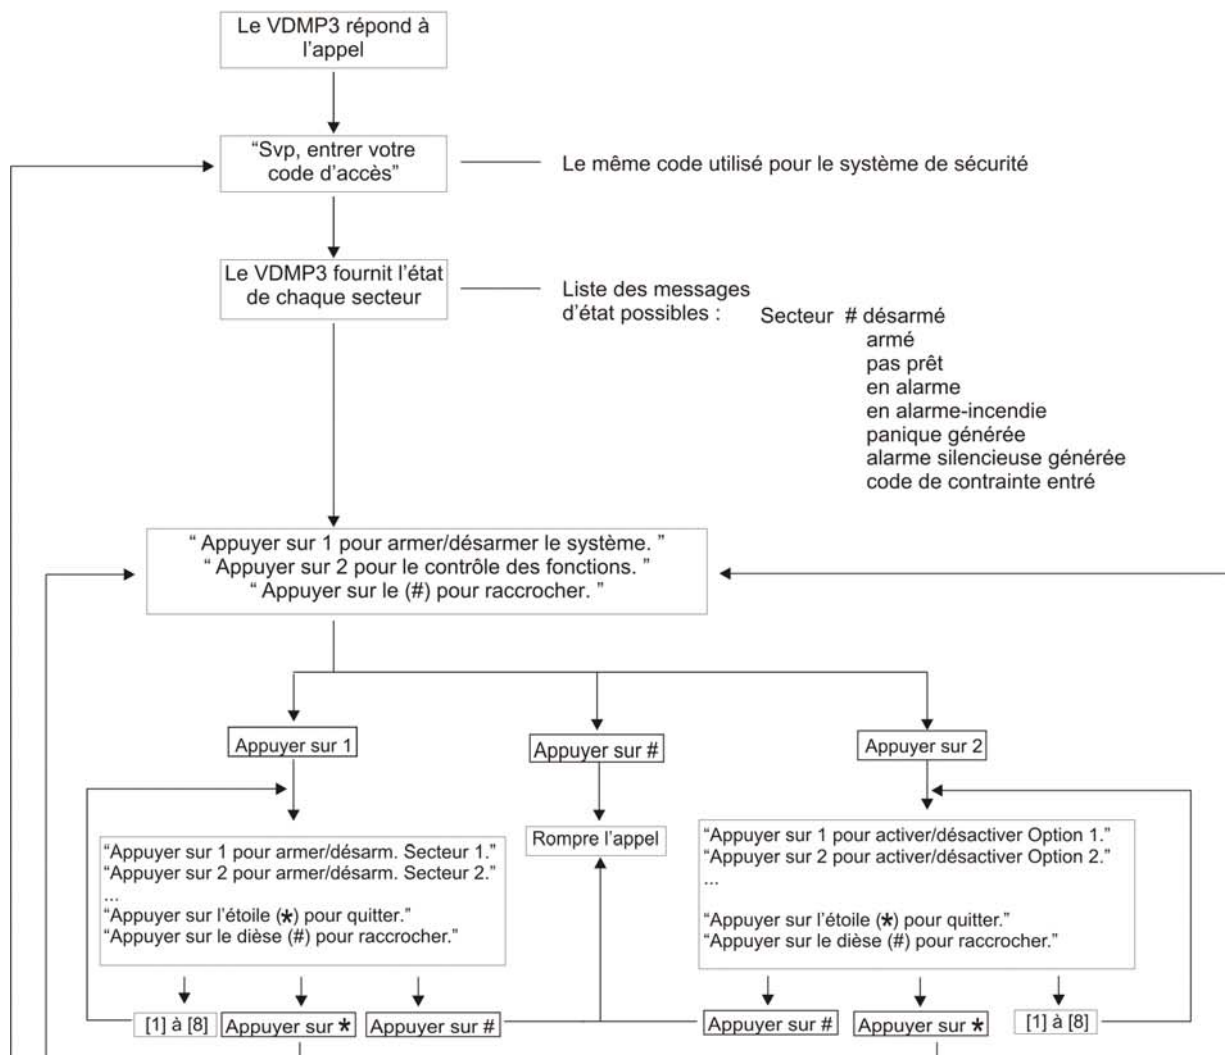 Le VDMP3 répond à
l’appel
“Svp, entrer votre
code d’accès”
Le même code utilisé pour le système de sécurité
Le VDMP3 fournit l’état
de chaque secteur
Liste des messages
d’état possibles :
Secteur # désarmé
armé
pas prêt
en alarme
en alarme-incendie
panique générée
alarme silencieuse générée
code de contrainte entré
“ Appuyer sur 1 pour armer/désarmer le système. ”
“ Appuyer sur 2 pour le contrôle des fonctions. ”
“ Appuyer sur le (#) pour raccrocher. ”
Appuyer sur 1
Appuyer sur #
Appuyer sur 2
“Appuyer sur 1 pour armer/désarm. Secteur 1.”
“Appuyer sur 2 pour armer/désarm. Secteur 2.”
...
“Appuyer sur l’étoile (*) pour quitter.”
“Appuyer sur le dièse (#) pour raccrocher.”
Rompre l’appel
“Appuyer sur 1 pour activer/désactiver Option 1.”
“Appuyer sur 2 pour activer/désactiver Option 2.”
...
“Appuyer sur l’étoile (*) pour quitter.”
“Appuyer sur le dièse (#) pour raccrocher.”
[1] à [8]
Appuyer sur *
Appuyer sur #
Appuyer sur #
Appuyer sur *
[1] à [8]